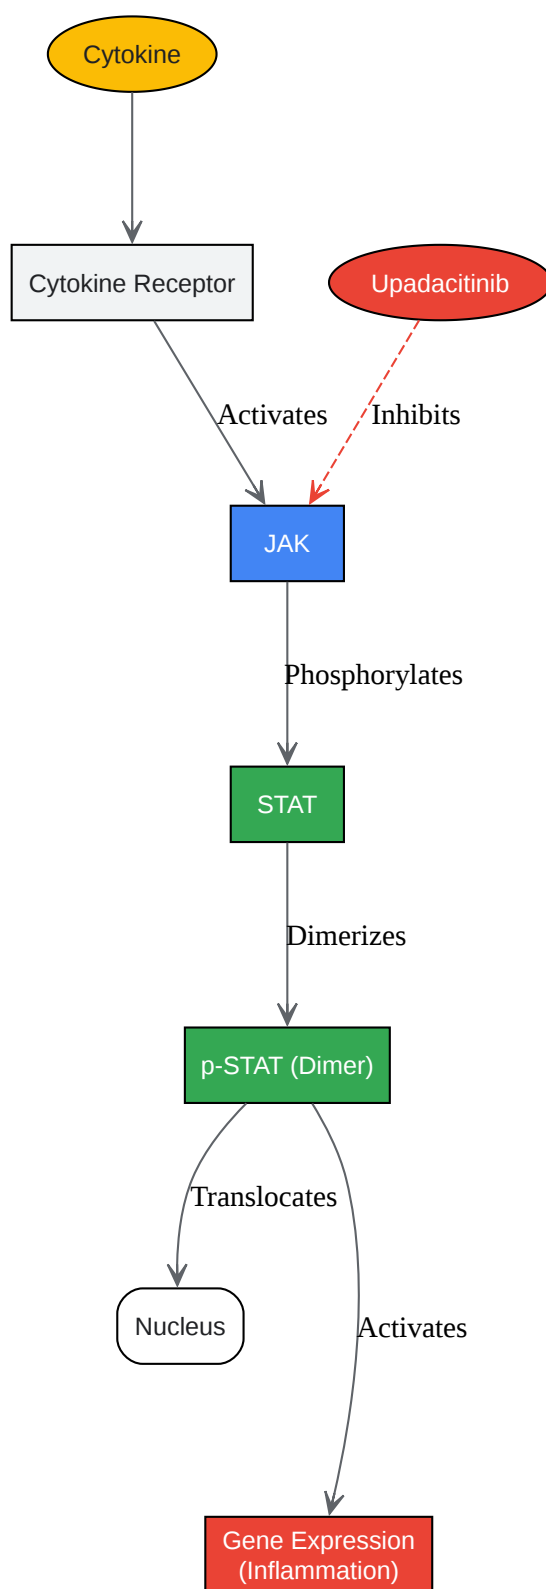 Cytokine
Cytokine Receptor
Upadacitinib
Activates
Inhibits
JAK
Phosphorylates
STAT
Dimerizes
p-STAT (Dimer)
Translocates
Nucleus
Activates
Gene Expression
(Inflammation)